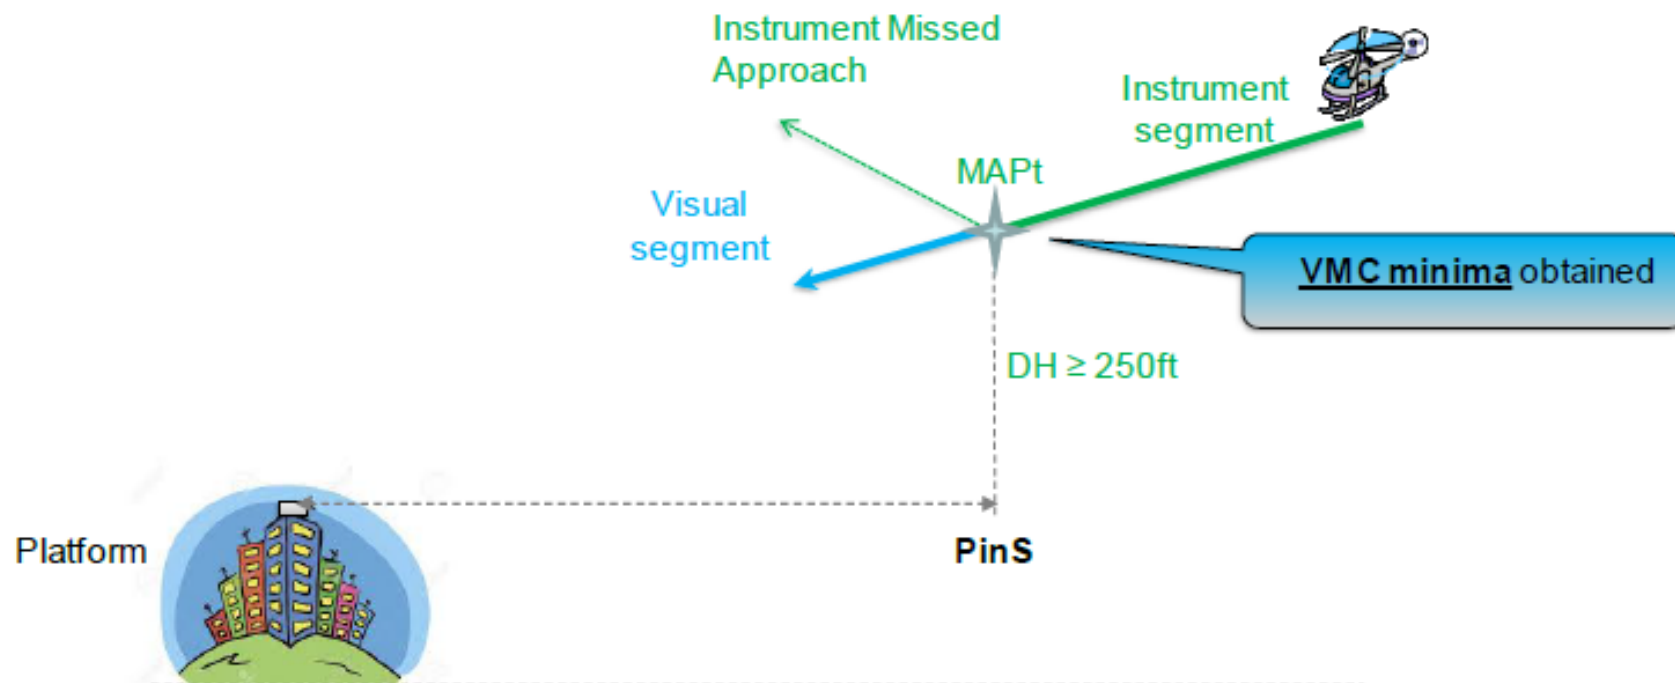 Instrument Missed
Approach
Instrument
segment
MAPt
Visual
segment
VMC minima obtained
DH ≥ 250ft
Platform
PinS